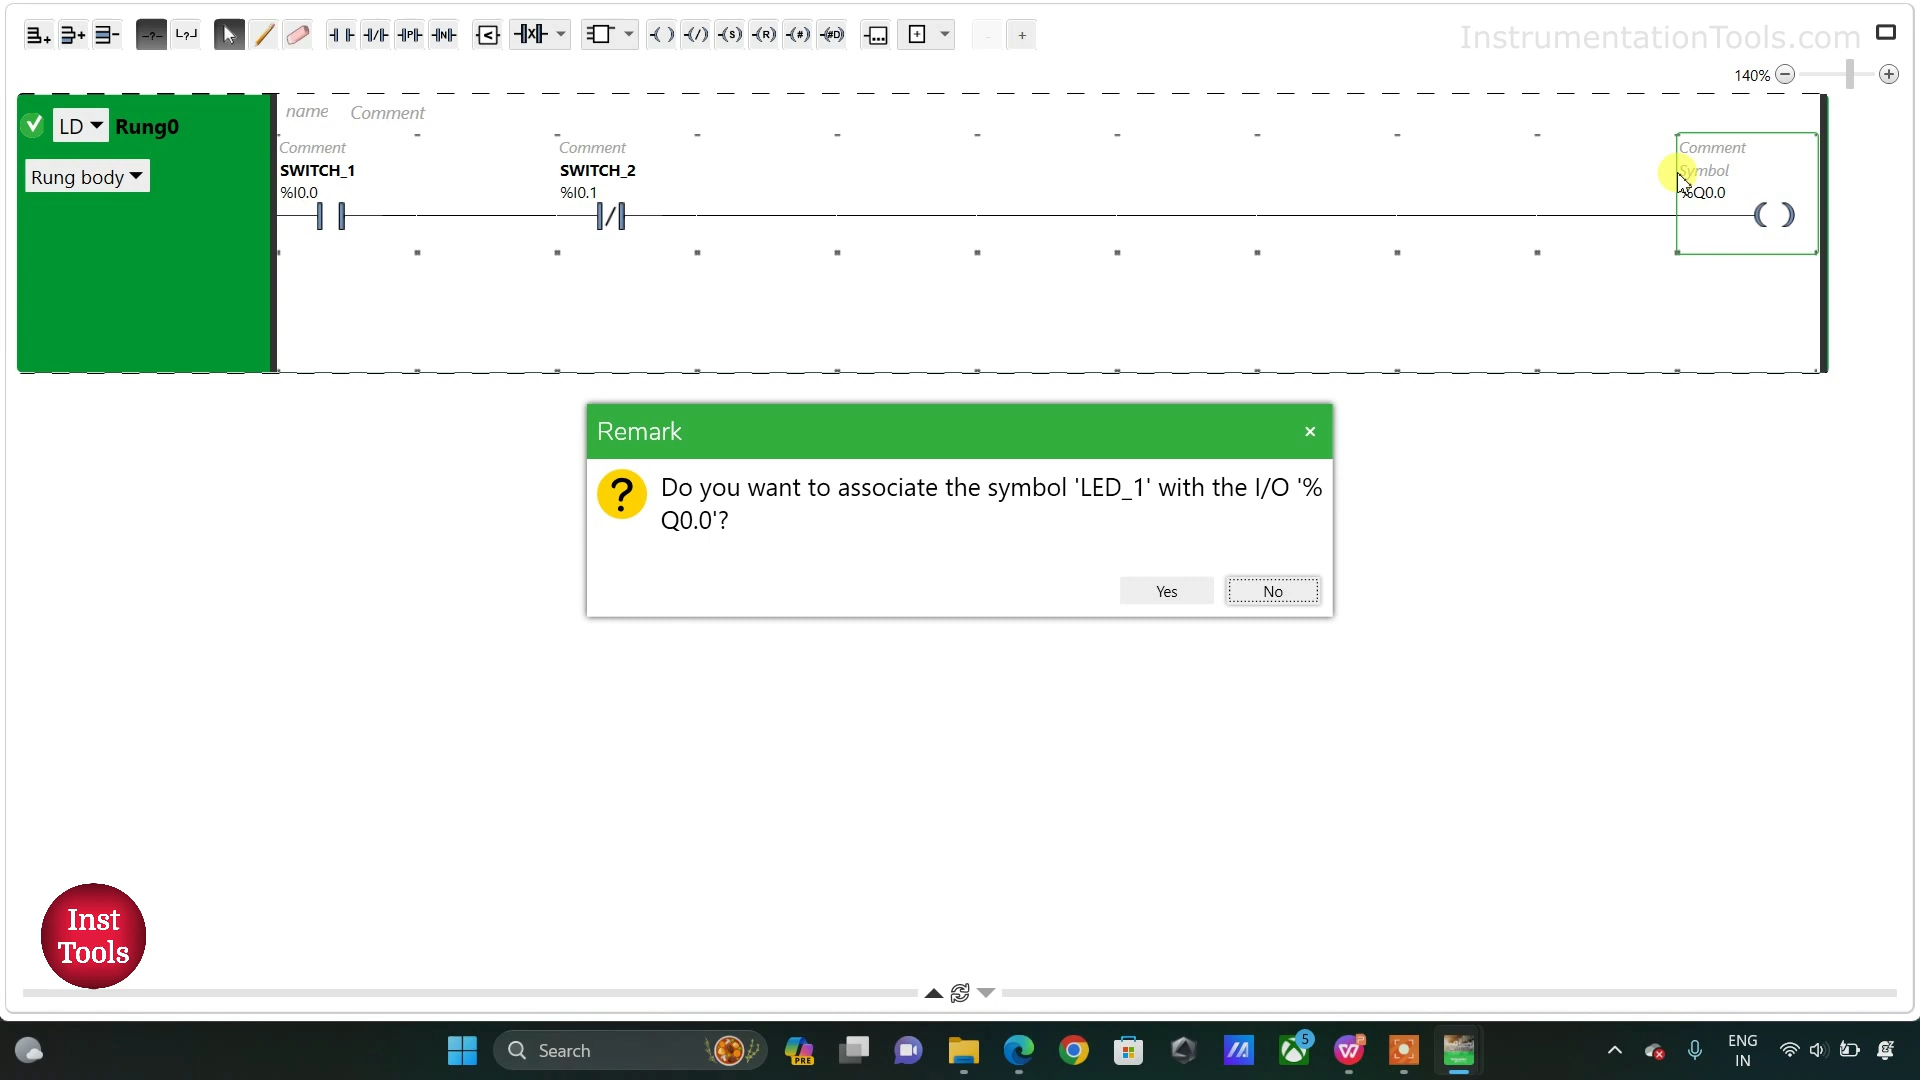 InstrumentationTools.com
140%
LD Rung0
Rung body
name Comment
Comment
SWITCH_1
%I0.0
Comment
SWITCH_2
%I0.1
Comment
Symbol
%Q0.0
Remark
Do you want to associate the symbol 'LED_1' with the I/O '%
Q0.0'?
Yes No
Inst
Tools
Search
PRE
5
ENG
IN